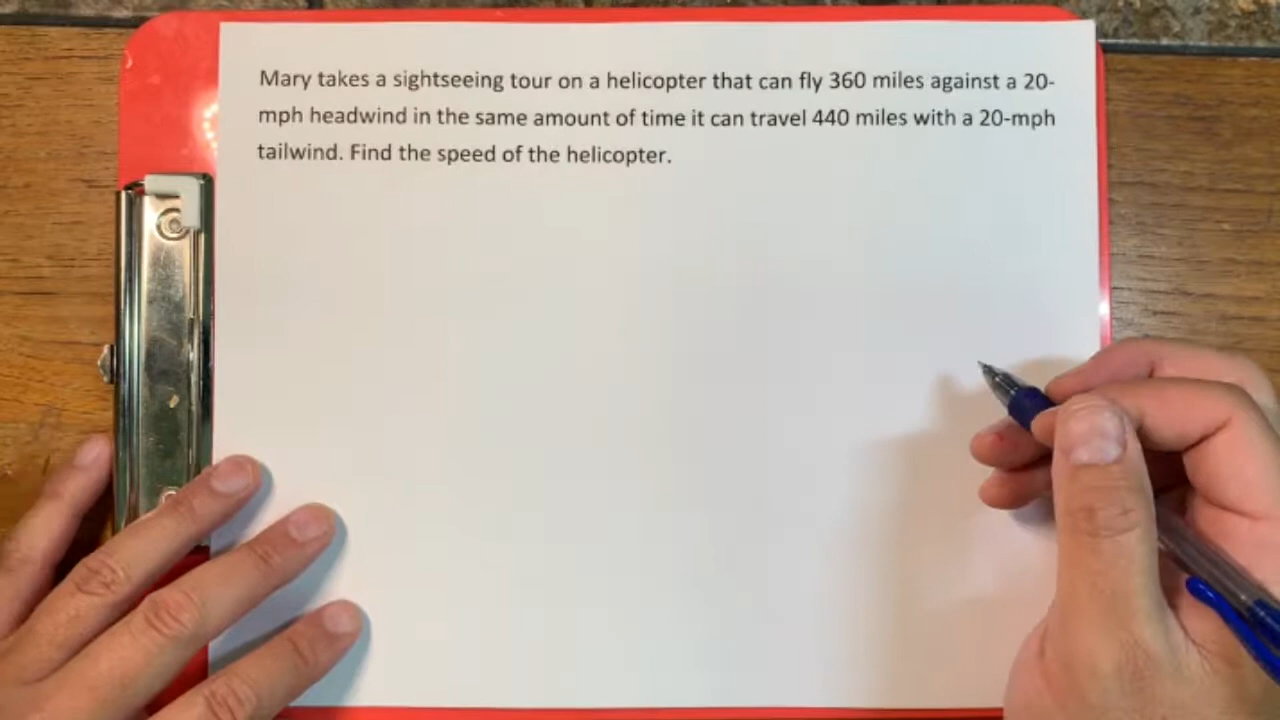 Mary takes a sightseeing tour on a helicopter that can fly 360 miles against a 20-
mph headwind in the same amount of time it can travel 440 miles with a 20-mph
tailwind. Find the speed of the helicopter.